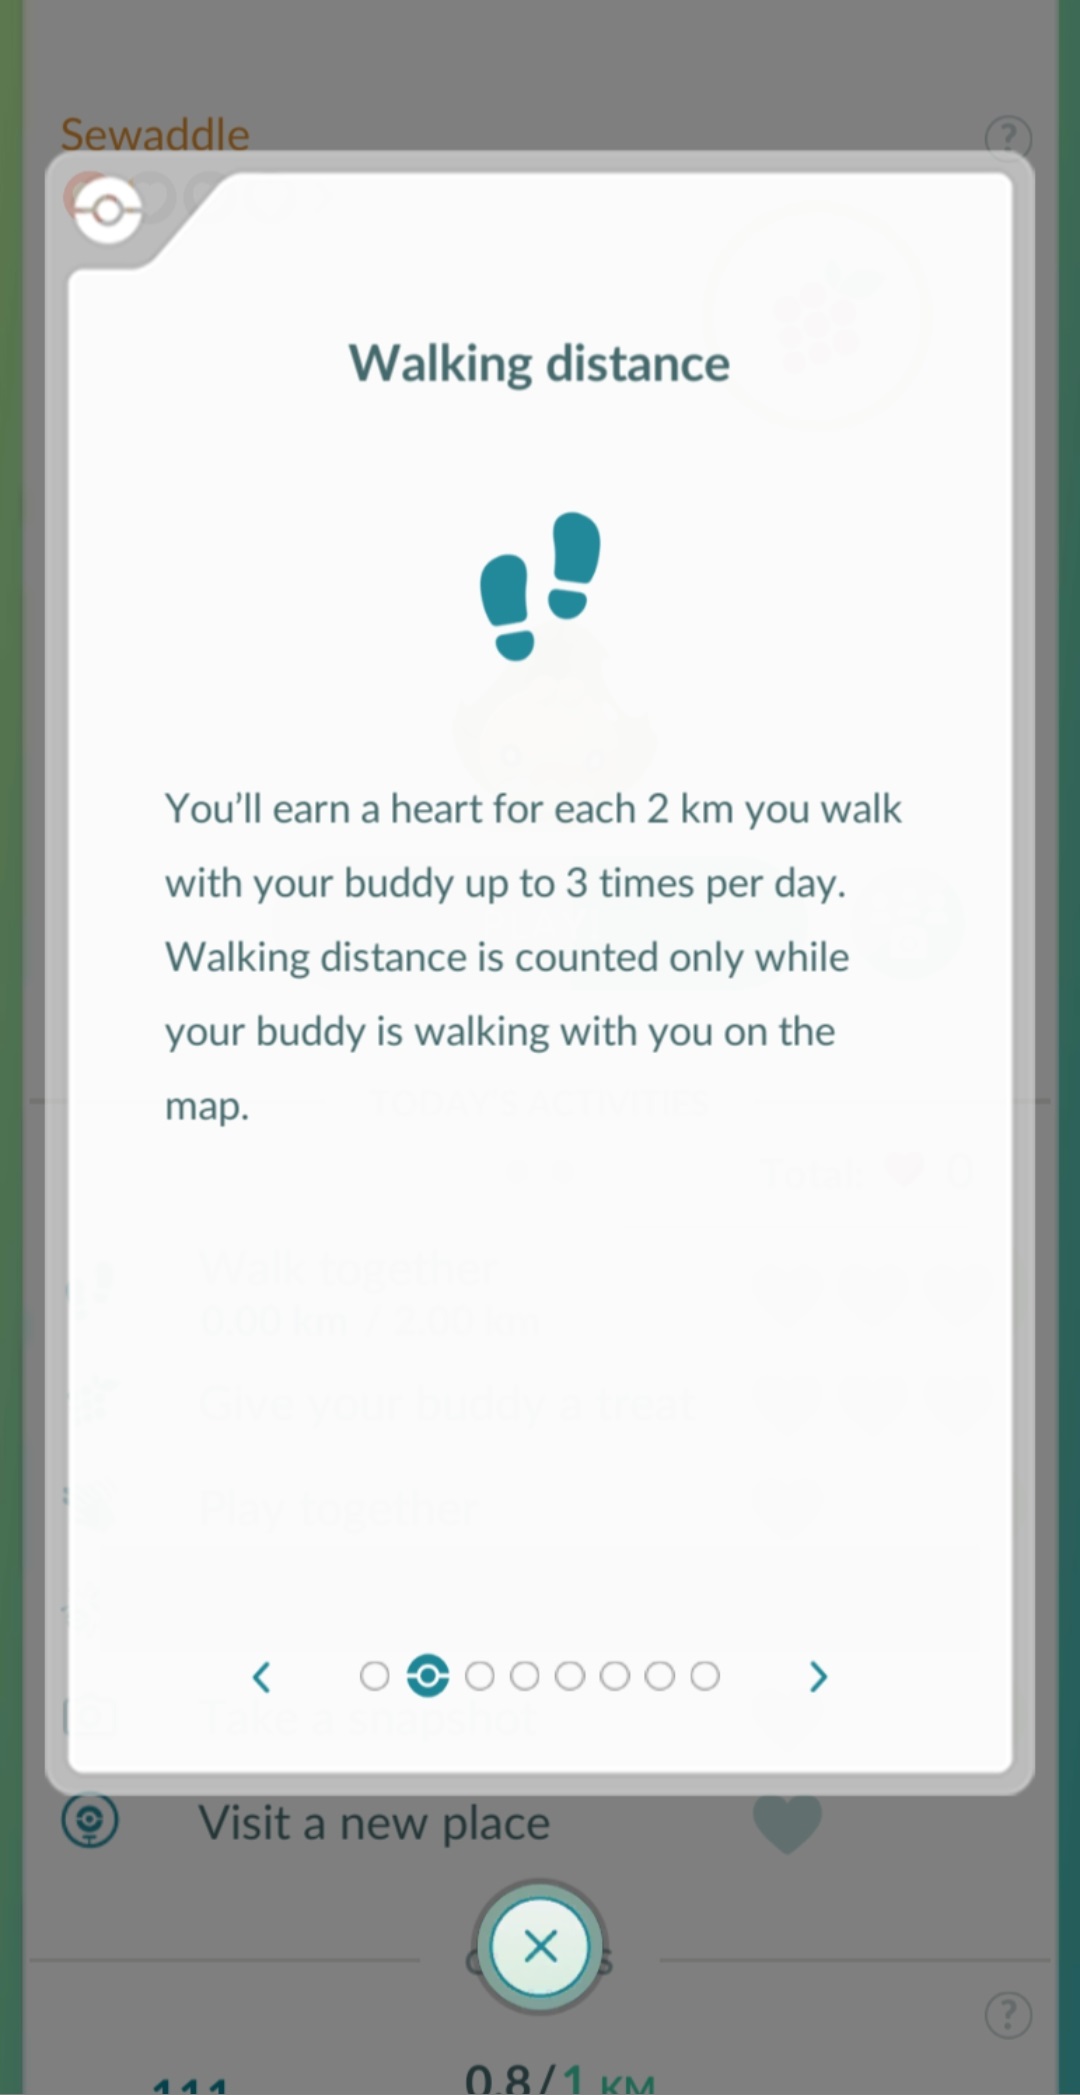 Sewaddle
?
Walking distance
You'll earn a heart for each 2 km you walk
with your buddy up to 3 times per day.
Walking distance is counted only while
your buddy is walking with you on the
map.
TODAY'S ACTIVITIES
Total: 0
Walk together
0.00 km / 2.00 km
Give your buddy a treat
Play together
Take a snapshot
Visit a new place
?
111
0.8/1 KM